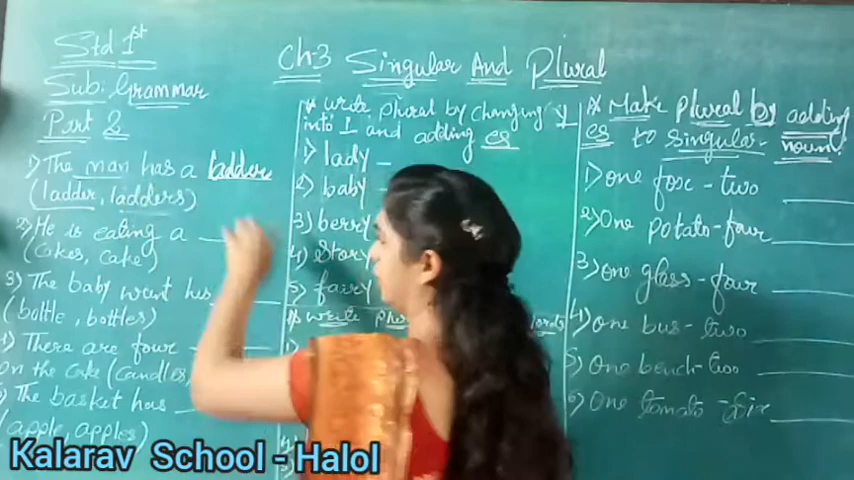 Std 1st
Sub: Grammar
Part 2
Ch-3 Singular And Plural
1) The man has a ladder
(ladder, ladders)
2) He is eating a
(Cakes, cake)
3) The baby want his
(bottle, bottles)
There are four
on the cake (candles,
The basket has
(apple, apples)
* write plural by changing y
into I and adding es
1) lady -
2) baby -
3) berry
4) story
5) fairy
* write
* Make plural by adding
es to singular noun.
1) One fox - two
2) One potato - four
3) One glass - four
4) One bus - two
5) One bench - two
6) One tomato - Six
Kalarav School - Halol